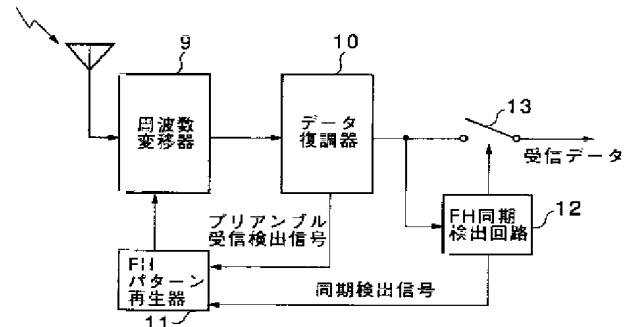 9
10
13
周波数
変移器
データ
復調器
受信データ
FH同期
検出回路
12
プリアンブル
受信検出信号
FH
パターン
再生器
同期検出信号
11